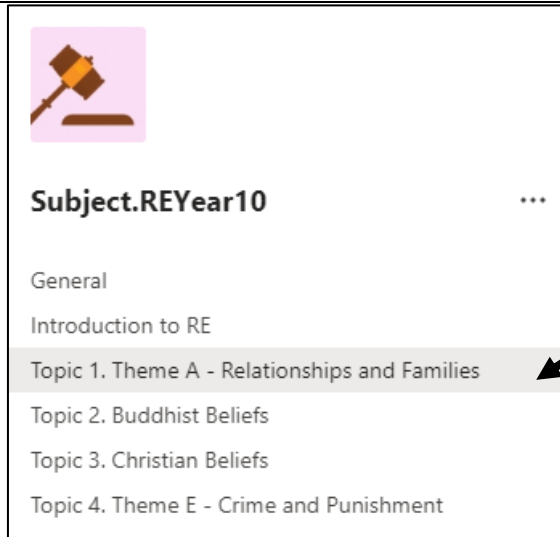 Subject.REYear10 ...
General
Introduction to RE
Topic 1. Theme A - Relationships and Families
Topic 2. Buddhist Beliefs
Topic 3. Christian Beliefs
Topic 4. Theme E - Crime and Punishment